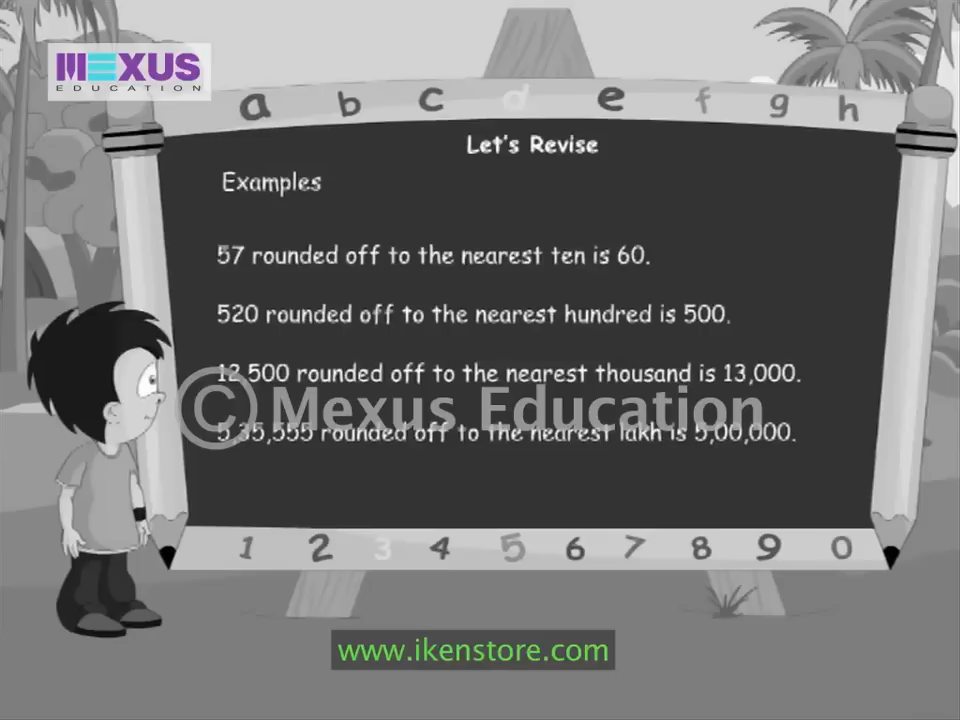 MEXUS
EDUCATION
a b c d e f g h
Let's Revise
Examples
57 rounded off to the nearest ten is 60.
520 rounded off to the nearest hundred is 500.
12,500 rounded off to the nearest thousand is 13,000.
© Mexus Education
5,35,555 rounded off to the nearest lakh is 5,00,000.
1 2 3 4 5 6 7 8 9 0
www.ikenstore.com